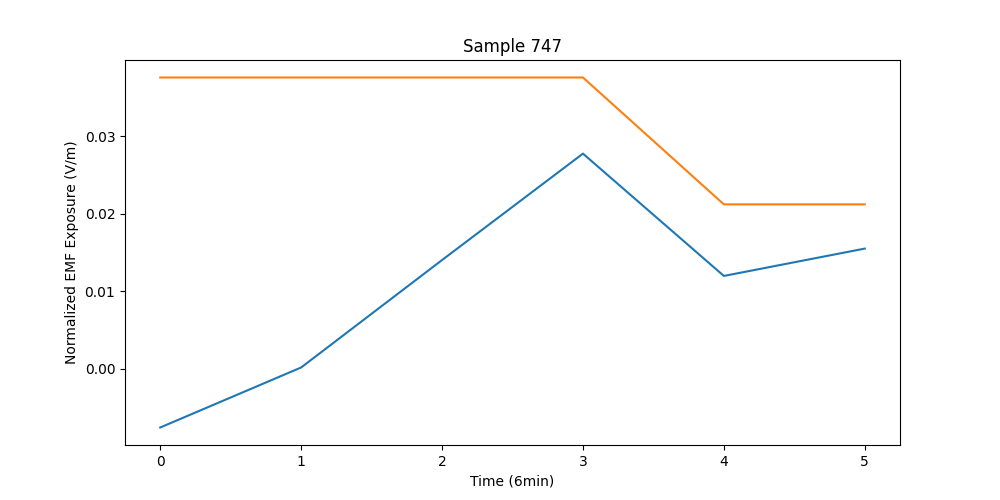 Sample 747
Normalized EMF Exposure (V/m)
0.03
0.02
0.01
0.00
0 1 2 3 4 5
Time (6min)